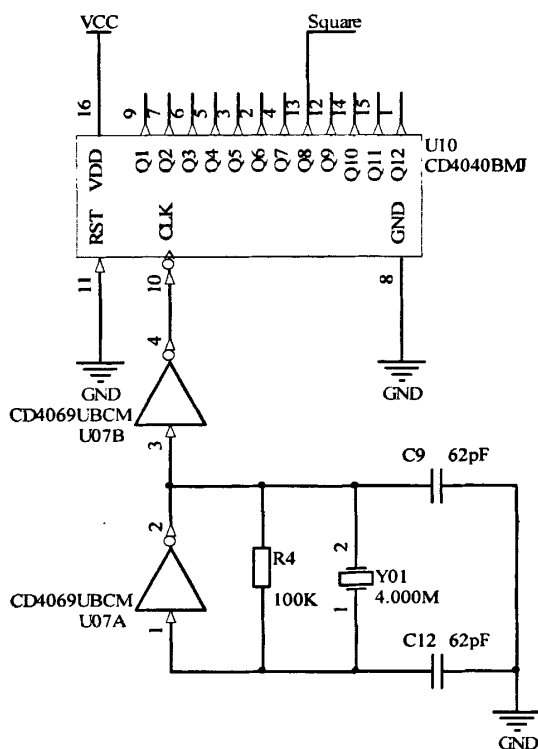 VCC
Square
16
9
7
6
5
3
2
4
13
12
14
15
1
U10
CD4040BMJ
VDD
Q1
Q2
Q3
Q4
Q5
Q6
Q7
Q8
Q9
Q10
Q11
Q12
RST
CLK
GND
11
10
8
GND
GND
4
CD4069UBCM
U07B
3
C9 62pF
2
R4
100K
2
Y01
4.000M
1
CD4069UBCM
U07A
1
C12 62pF
GND